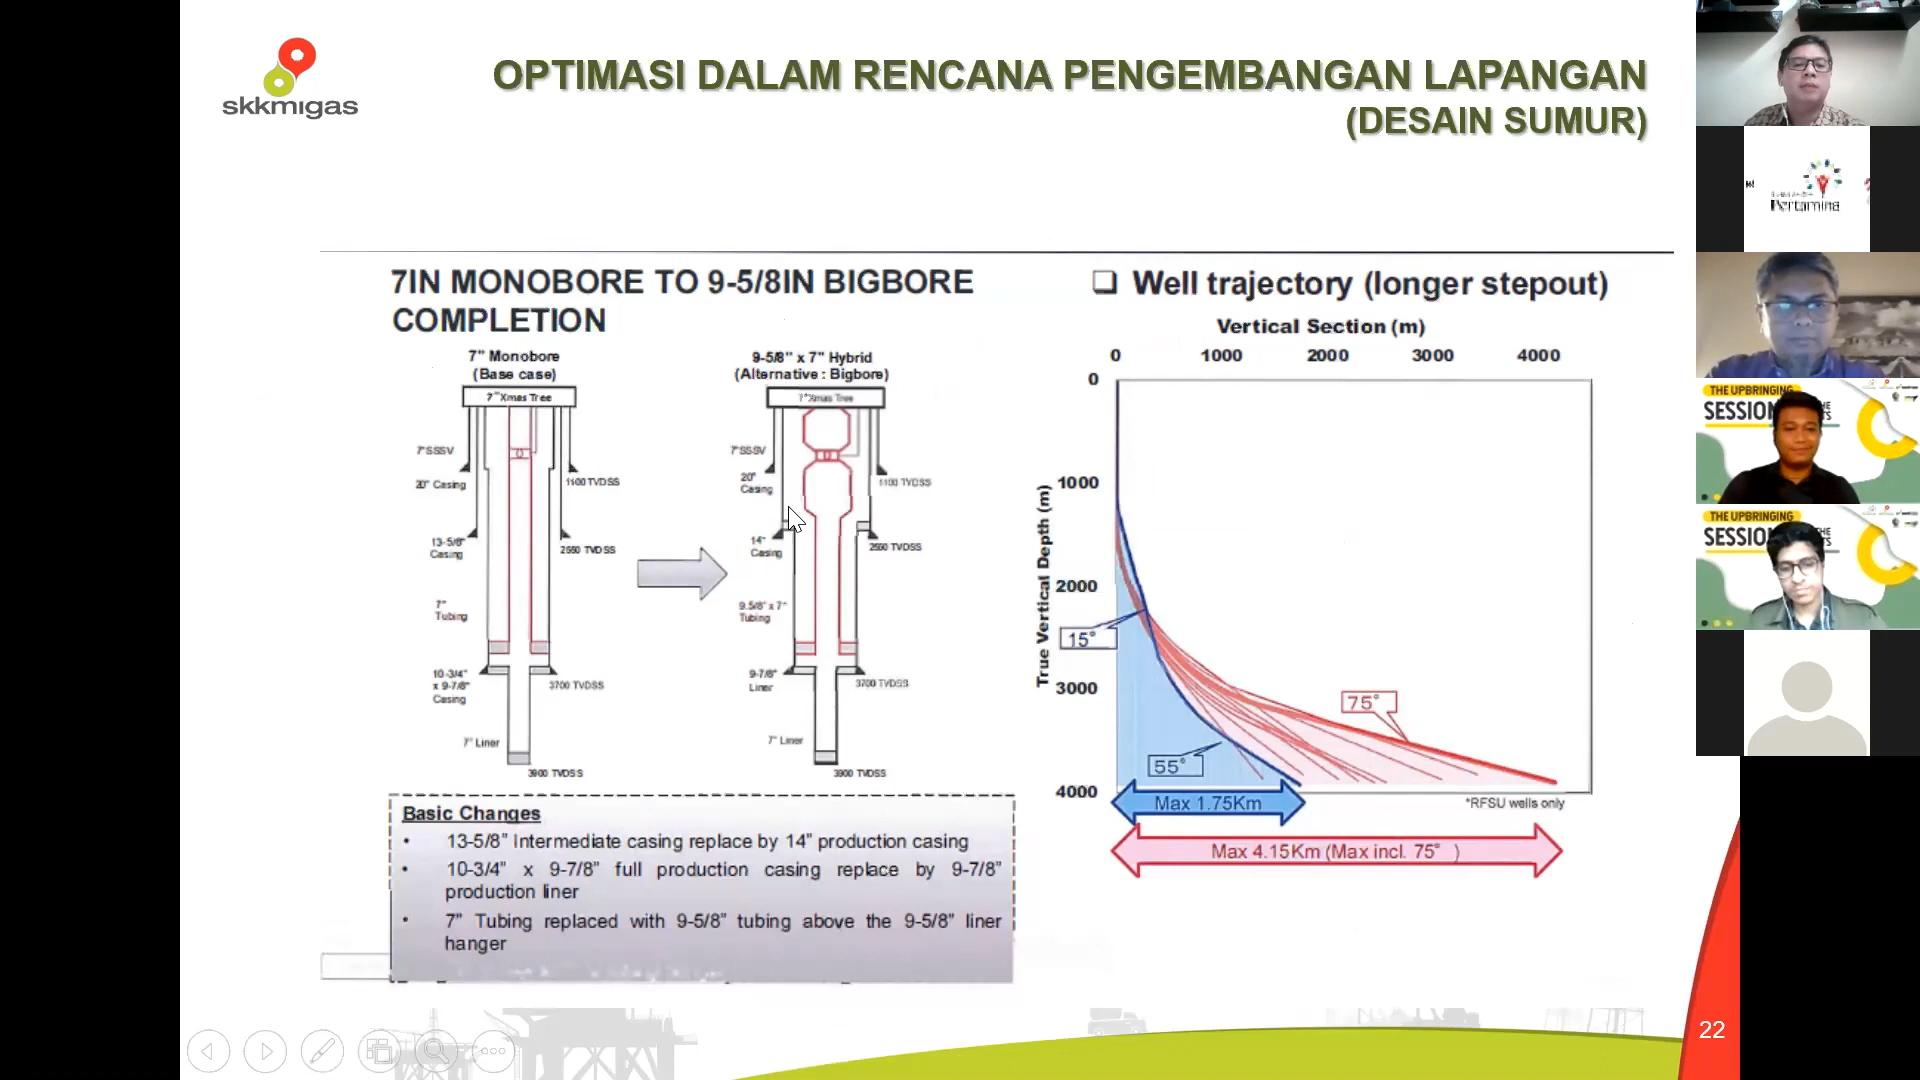 skkmigas
OPTIMASI DALAM RENCANA PENGEMBANGAN LAPANGAN
(DESAIN SUMUR)
7IN MONOBORE TO 9-5/8IN BIGBORE
COMPLETION
7" Monobore
(Base case)
7" Xmas Tree
7" SSSV
20" Casing
1100 TVDSS
13-5/8"
Casing
2550 TVDSS
7"
Tubing
10-3/4"
x 9-7/8"
Casing
3700 TVDSS
7" Liner
3900 TVDSS
9-5/8" x 7" Hybrid
(Alternative : Bigbore)
7" Xmas Tree
7" SSSV
20"
Casing
1100 TVDSS
14"
Casing
2550 TVDSS
9.5/8" x 7"
Tubing
9-7/8"
Liner
3700 TVDSS
7" Liner
3900 TVDSS
Basic Changes
• 13-5/8" Intermediate casing replace by 14" production casing
• 10-3/4" x 9-7/8" full production casing replace by 9-7/8"
production liner
• 7" Tubing replaced with 9-5/8" tubing above the 9-5/8" liner
hanger
❑ Well trajectory (longer stepout)
Vertical Section (m)
0 1000 2000 3000 4000
True Vertical Depth (m)
0
1000
2000
3000
4000
15°
55°
75°
*RFSU wells only
Max 1.75Km
Max 4.15Km (Max incl. 75° )
22
Pertamina
THE UPBRINGING
SESSION
THE UPBRINGING
SESSION